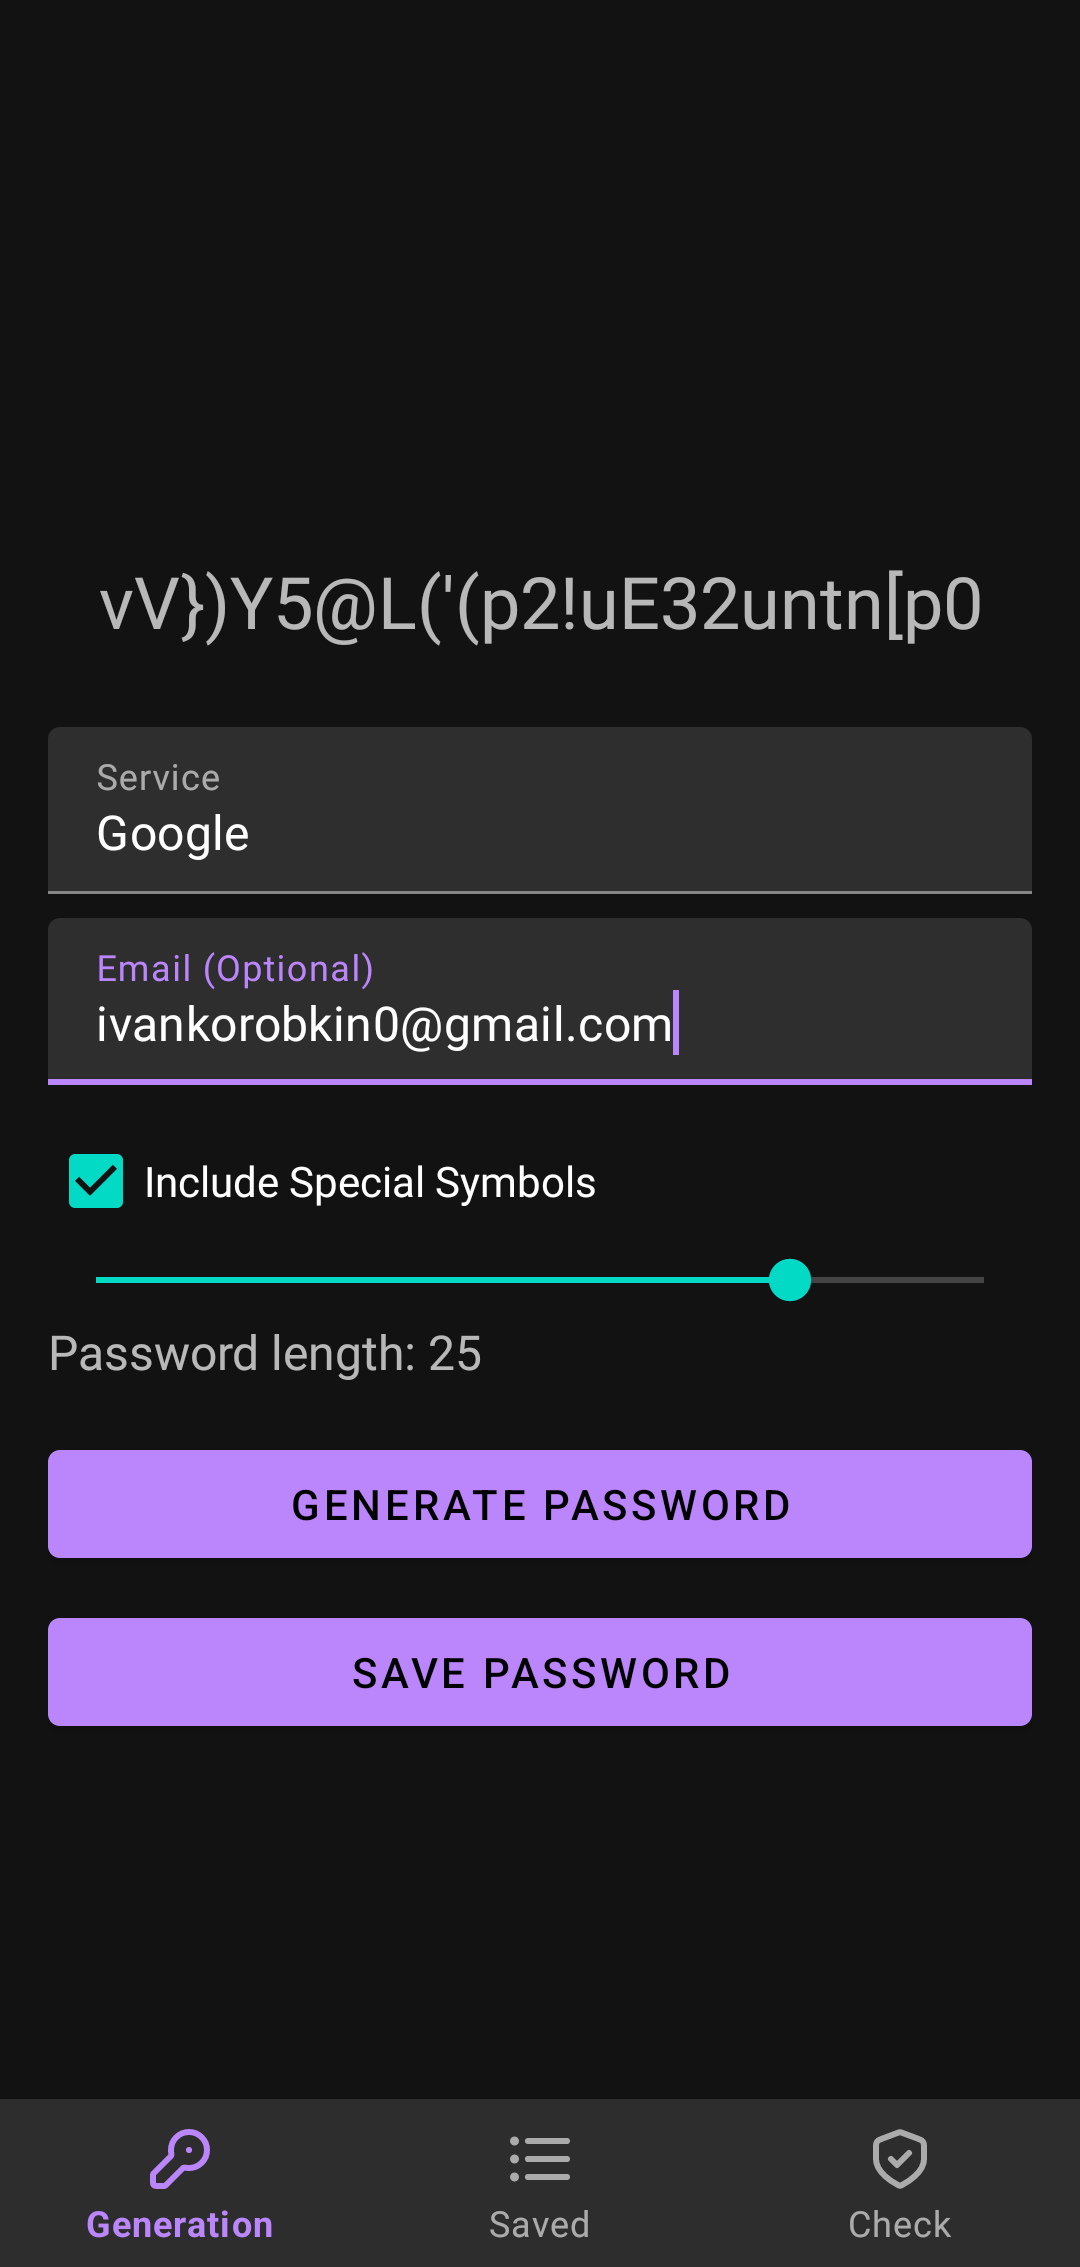 vV})Y5@L('(p2!uE32untn[p0
Service
Google
Email (Optional)
ivankorobkin0@gmail.com
Include Special Symbols
Password length: 25
GENERATE PASSWORD
SAVE PASSWORD
Generation
Saved
Check